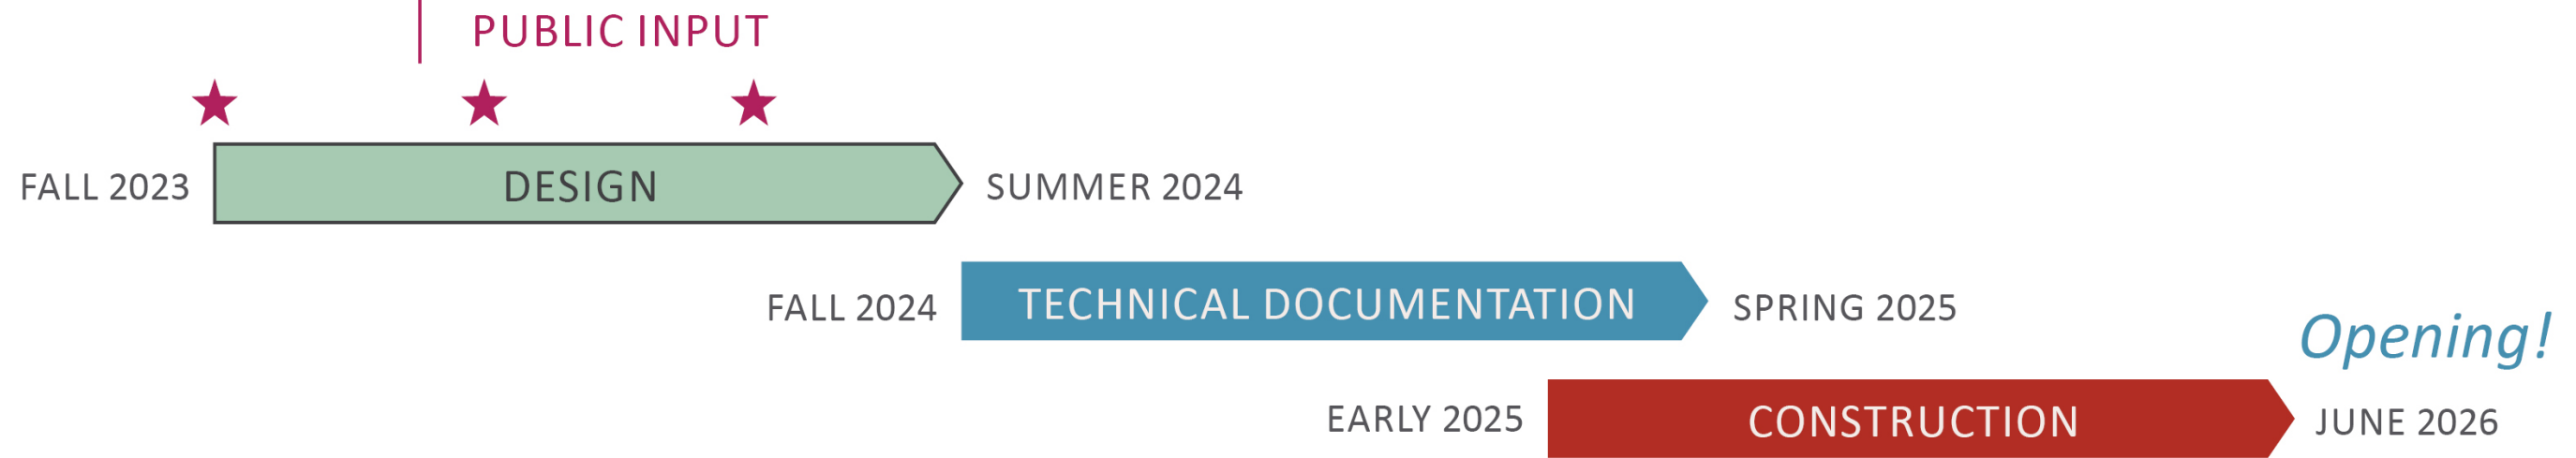 PUBLIC INPUT
FALL 2023
DESIGN
SUMMER 2024
FALL 2024
TECHNICAL DOCUMENTATION
SPRING 2025
Opening!
EARLY 2025
CONSTRUCTION
JUNE 2026